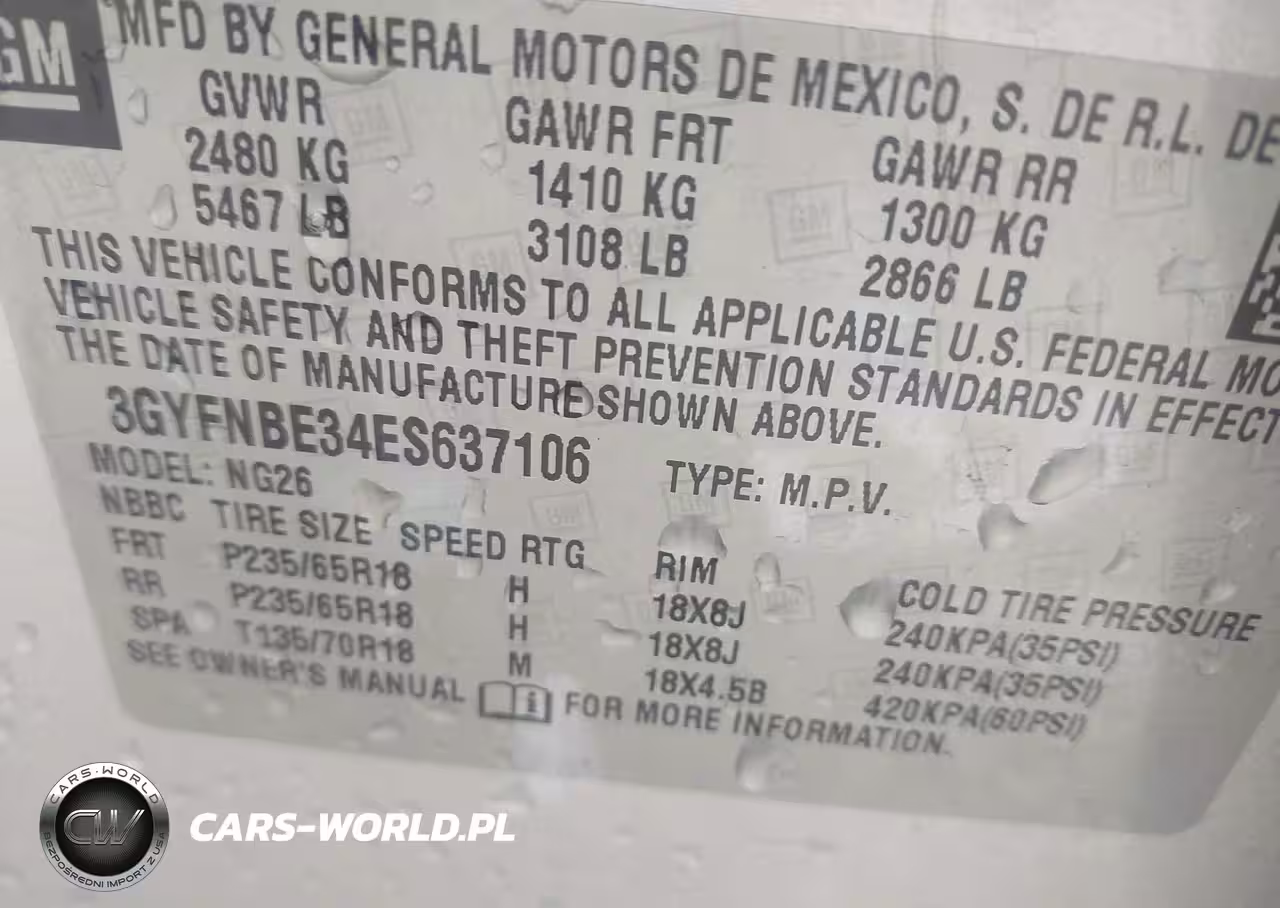 GM
MFD BY GENERAL MOTORS DE MEXICO, S. DE R.L. DE
GVWR GAWR FRT GAWR RR
2480 KG 1410 KG 1300 KG
5467 LB 3108 LB 2866 LB
THIS VEHICLE CONFORMS TO ALL APPLICABLE U.S. FEDERAL MO
VEHICLE SAFETY AND THEFT PREVENTION STANDARDS IN EFFECT
THE DATE OF MANUFACTURE SHOWN ABOVE.
3GYFNBE34ES637106 TYPE: M.P.V.
MODEL: NG26
NBBC TIRE SIZE SPEED RTG RIM COLD TIRE PRESSURE
FRT P235/65R18 H 18X8J 240KPA(35PSI)
RR P235/65R18 H 18X8J 240KPA(35PSI)
SPA T135/70R18 M 18X4.5B 420KPA(60PSI)
SEE OWNER'S MANUAL FOR MORE INFORMATION.
CARS-WORLD
CW
BEZPOŚREDNI IMPORT Z USA
CARS-WORLD.PL